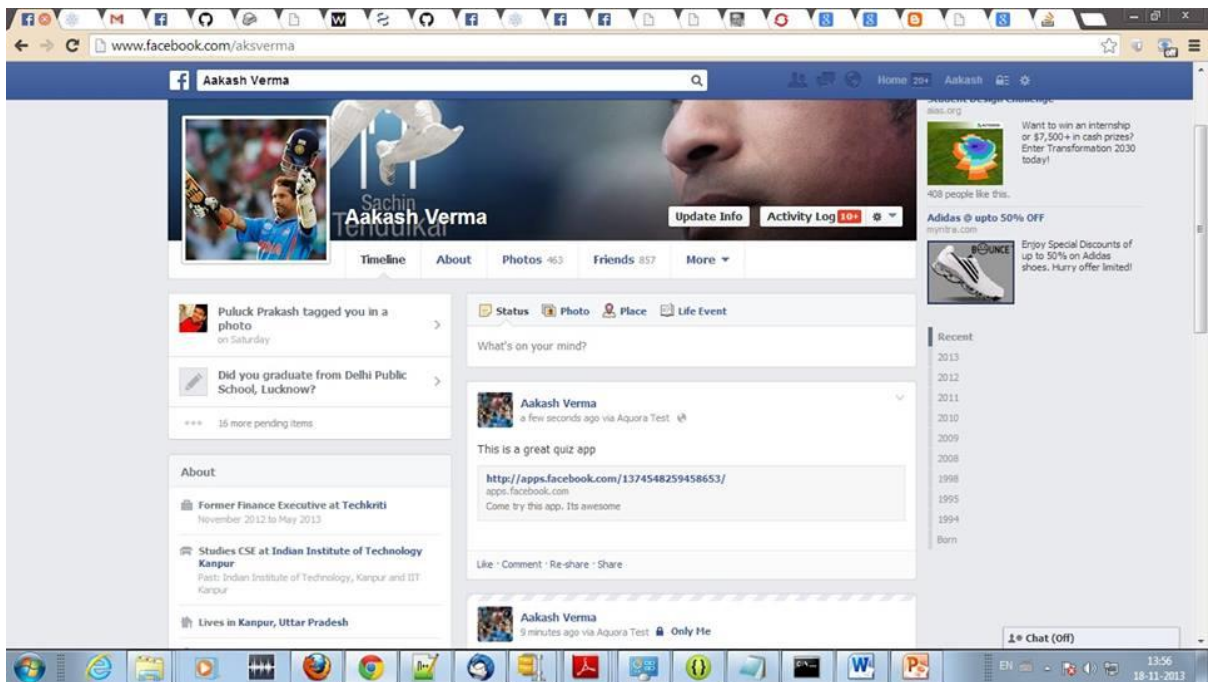 www.facebook.com/aksverma
Aakash Verma
Home 20+ Aakash
Student Design Challenge
aias.org
Want to win an internship
or $7,500+ in cash prizes?
Enter Transformation 2030
today!
408 people like this.
Adidas @ upto 50% OFF
myntra.com
BOUNCE
Enjoy Special Discounts of
up to 50% on Adidas
shoes. Hurry offer limited!
Sachin
Tendulkar
Aakash Verma
Update Info
Activity Log 10+
Timeline
About
Photos 463
Friends 857
More
Puluck Prakash tagged you in a
photo
on Saturday
Did you graduate from Delhi Public
School, Lucknow?
16 more pending items
About
Former Finance Executive at Techkriti
November 2012 to May 2013
Studies CSE at Indian Institute of Technology
Kanpur
Past: Indian Institute of Technology, Kanpur and IIT
Kanpur
Lives in Kanpur, Uttar Pradesh
Status Photo Place Life Event
What's on your mind?
Aakash Verma
a few seconds ago via Aquora Test
This is a great quiz app
http://apps.facebook.com/1374548259458653/
apps.facebook.com
Come try this app. Its awesome
Like · Comment · Re-share · Share
Aakash Verma
9 minutes ago via Aquora Test Only Me
Recent
2013
2012
2011
2010
2009
2008
1998
1995
1994
Born
Chat (Off)
EN
13:56
18-11-2013